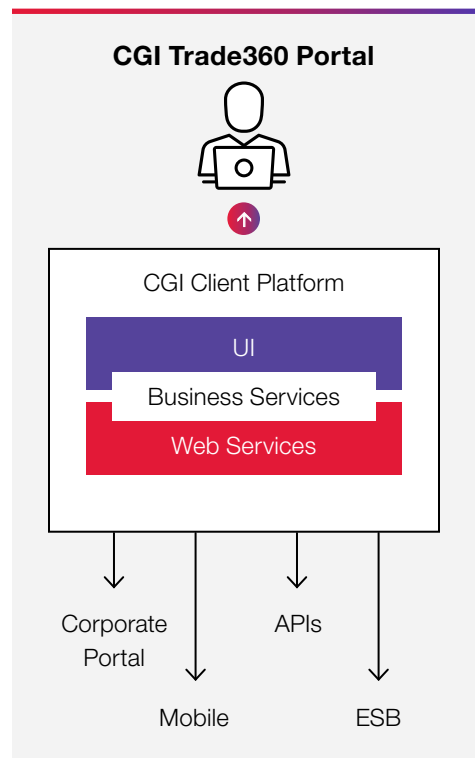 CGI Trade360 Portal
CGI Client Platform
UI
Business Services
Web Services
Corporate
Portal
APIs
Mobile
ESB